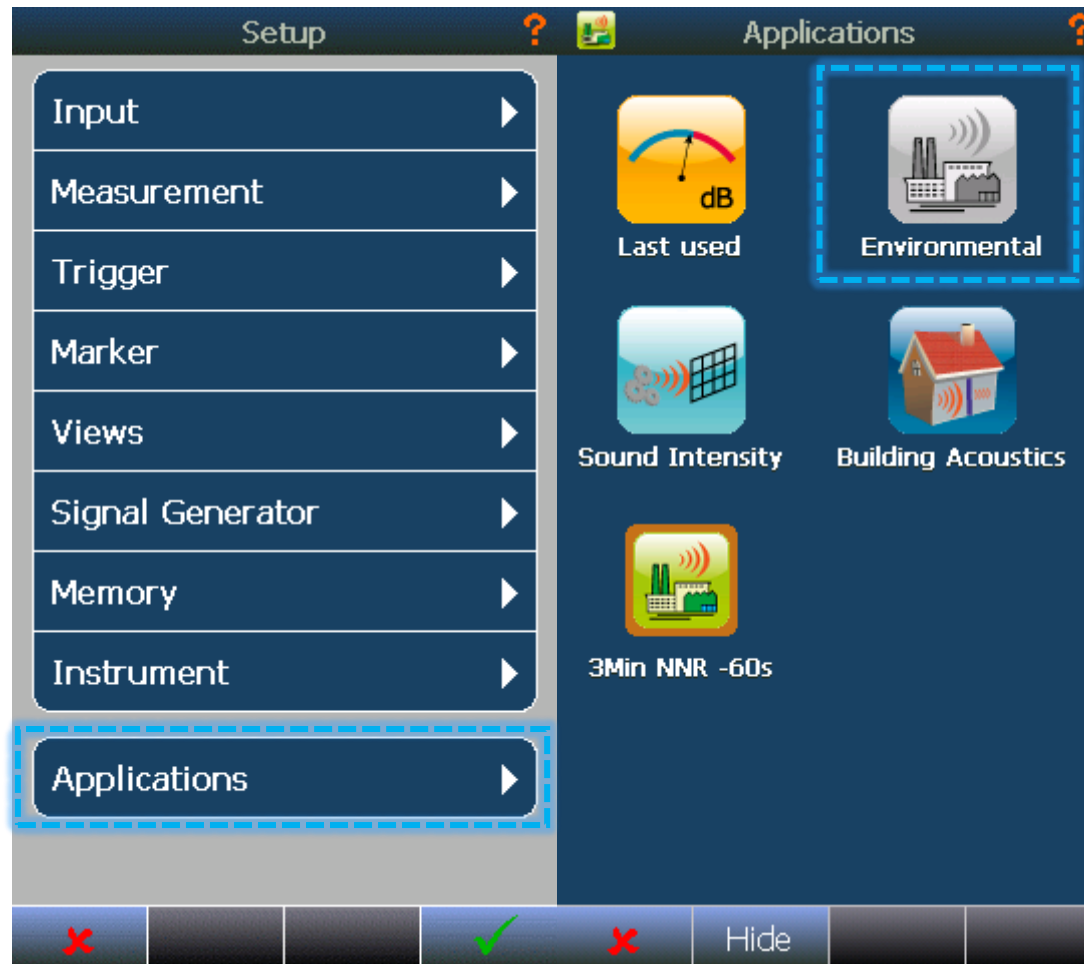 Setup ?
Input
Measurement
Trigger
Marker
Views
Signal Generator
Memory
Instrument
Applications
Applications ?
dB
Last used
Environmental
Sound Intensity
Building Acoustics
3Min NNR -60s
Hide